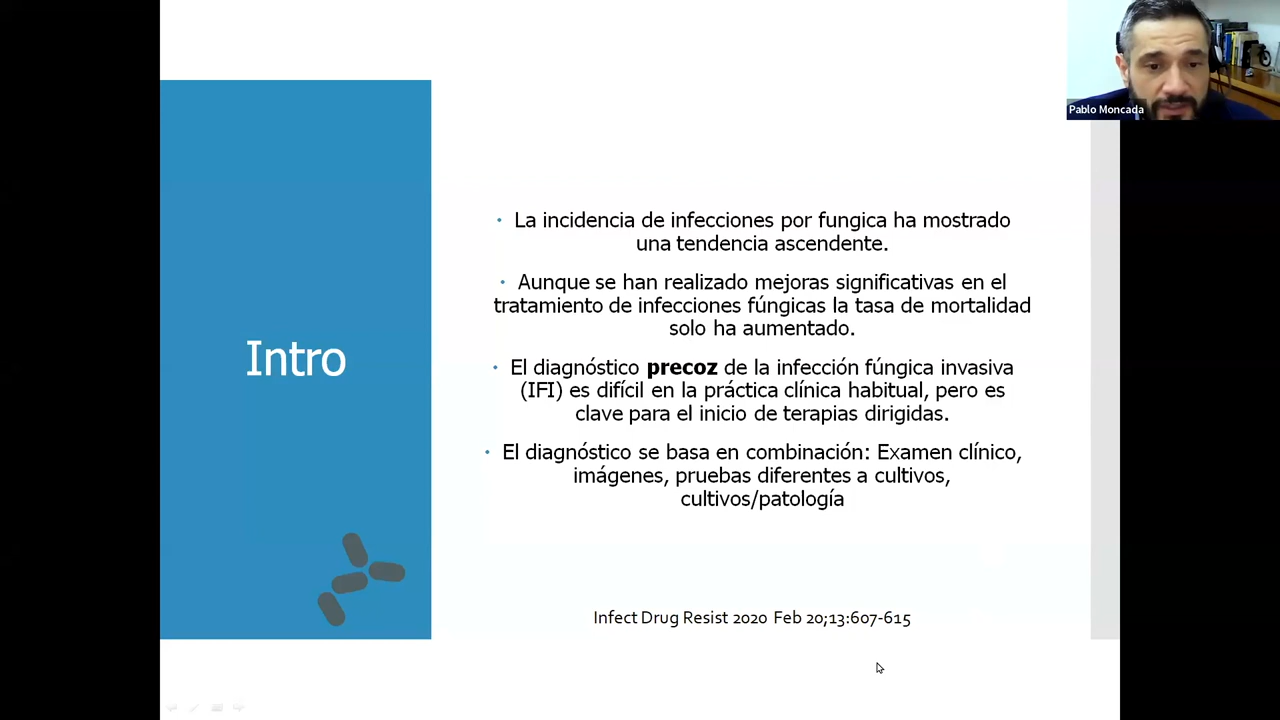 Pablo Moncada
Intro
• La incidencia de infecciones por fungica ha mostrado
una tendencia ascendente.
• Aunque se han realizado mejoras significativas en el
tratamiento de infecciones fúngicas la tasa de mortalidad
solo ha aumentado.
• El diagnóstico precoz de la infección fúngica invasiva
(IFI) es difícil en la práctica clínica habitual, pero es
clave para el inicio de terapias dirigidas.
• El diagnóstico se basa en combinación: Examen clínico,
imágenes, pruebas diferentes a cultivos,
cultivos/patología
Infect Drug Resist 2020 Feb 20;13:607-615